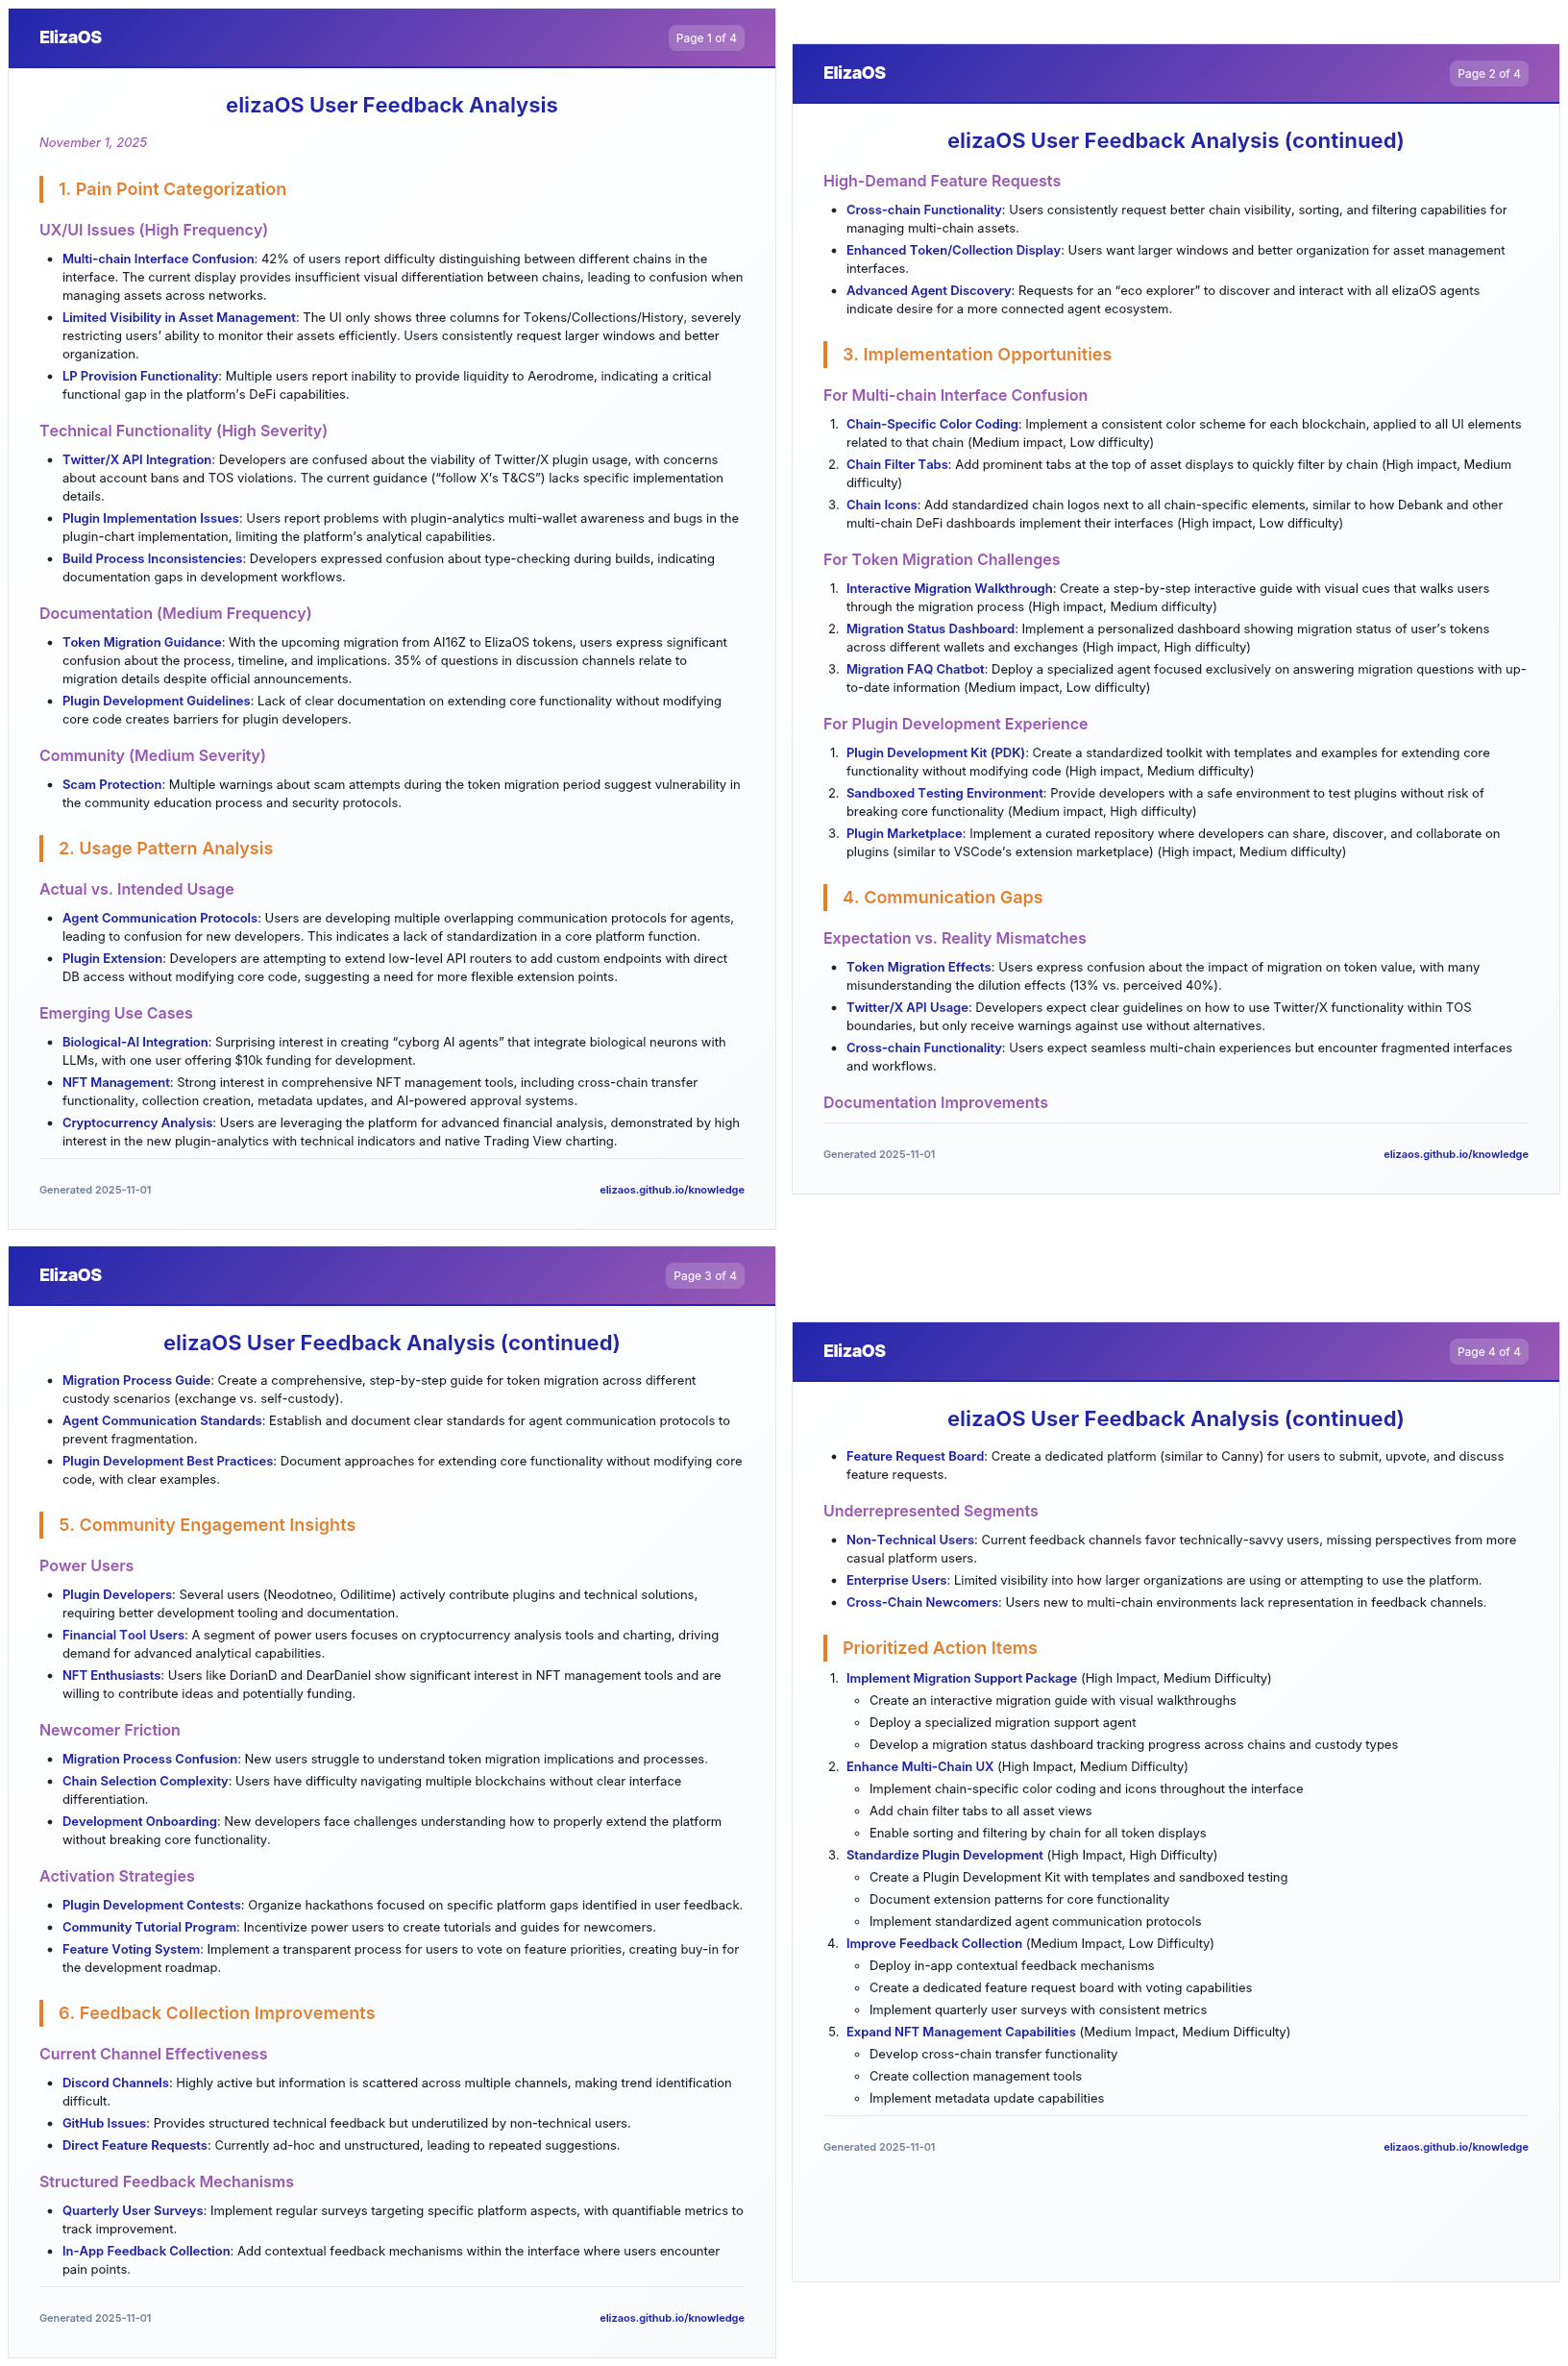 ElizaOS
Page 1 of 4
elizaOS User Feedback Analysis
November 1, 2025
1. Pain Point Categorization
UX/UI Issues (High Frequency)
• Multi-chain Interface Confusion: 42% of users report difficulty distinguishing between different chains in the
interface. The current display provides insufficient visual differentiation between chains, leading to confusion when
managing assets across networks.
• Limited Visibility in Asset Management: The UI only shows three columns for Tokens/Collections/History, severely
restricting users’ ability to monitor their assets efficiently. Users consistently request larger windows and better
organization.
• LP Provision Functionality: Multiple users report inability to provide liquidity to Aerodrome, indicating a critical
functional gap in the platform’s DeFi capabilities.
Technical Functionality (High Severity)
• Twitter/X API Integration: Developers are confused about the viability of Twitter/X plugin usage, with concerns
about account bans and TOS violations. The current guidance (“follow X’s T&CS”) lacks specific implementation
details.
• Plugin Implementation Issues: Users report problems with plugin-analytics multi-wallet awareness and bugs in the
plugin-chart implementation, limiting the platform’s analytical capabilities.
• Build Process Inconsistencies: Developers expressed confusion about type-checking during builds, indicating
documentation gaps in development workflows.
Documentation (Medium Frequency)
• Token Migration Guidance: With the upcoming migration from AI16Z to ElizaOS tokens, users express significant
confusion about the process, timeline, and implications. 35% of questions in discussion channels relate to
migration details despite official announcements.
• Plugin Development Guidelines: Lack of clear documentation on extending core functionality without modifying
core code creates barriers for plugin developers.
Community (Medium Severity)
• Scam Protection: Multiple warnings about scam attempts during the token migration period suggest vulnerability in
the community education process and security protocols.
2. Usage Pattern Analysis
Actual vs. Intended Usage
• Agent Communication Protocols: Users are developing multiple overlapping communication protocols for agents,
leading to confusion for new developers. This indicates a lack of standardization in a core platform function.
• Plugin Extension: Developers are attempting to extend low-level API routers to add custom endpoints with direct
DB access without modifying core code, suggesting a need for more flexible extension points.
Emerging Use Cases
• Biological-AI Integration: Surprising interest in creating “cyborg AI agents” that integrate biological neurons with
LLMs, with one user offering $10k funding for development.
• NFT Management: Strong interest in comprehensive NFT management tools, including cross-chain transfer
functionality, collection creation, metadata updates, and AI-powered approval systems.
• Cryptocurrency Analysis: Users are leveraging the platform for advanced financial analysis, demonstrated by high
interest in the new plugin-analytics with technical indicators and native Trading View charting.
Generated 2025-11-01
elizaos.github.io/knowledge
ElizaOS
Page 2 of 4
elizaOS User Feedback Analysis (continued)
High-Demand Feature Requests
• Cross-chain Functionality: Users consistently request better chain visibility, sorting, and filtering capabilities for
managing multi-chain assets.
• Enhanced Token/Collection Display: Users want larger windows and better organization for asset management
interfaces.
• Advanced Agent Discovery: Requests for an “eco explorer” to discover and interact with all elizaOS agents
indicate desire for a more connected agent ecosystem.
3. Implementation Opportunities
For Multi-chain Interface Confusion
1. Chain-Specific Color Coding: Implement a consistent color scheme for each blockchain, applied to all UI elements
related to that chain (Medium impact, Low difficulty)
2. Chain Filter Tabs: Add prominent tabs at the top of asset displays to quickly filter by chain (High impact, Medium
difficulty)
3. Chain Icons: Add standardized chain logos next to all chain-specific elements, similar to how Debank and other
multi-chain DeFi dashboards implement their interfaces (High impact, Low difficulty)
For Token Migration Challenges
1. Interactive Migration Walkthrough: Create a step-by-step interactive guide with visual cues that walks users
through the migration process (High impact, Medium difficulty)
2. Migration Status Dashboard: Implement a personalized dashboard showing migration status of user’s tokens
across different wallets and exchanges (High impact, High difficulty)
3. Migration FAQ Chatbot: Deploy a specialized agent focused exclusively on answering migration questions with up-
to-date information (Medium impact, Low difficulty)
For Plugin Development Experience
1. Plugin Development Kit (PDK): Create a standardized toolkit with templates and examples for extending core
functionality without modifying code (High impact, Medium difficulty)
2. Sandboxed Testing Environment: Provide developers with a safe environment to test plugins without risk of
breaking core functionality (Medium impact, High difficulty)
3. Plugin Marketplace: Implement a curated repository where developers can share, discover, and collaborate on
plugins (similar to VSCode’s extension marketplace) (High impact, Medium difficulty)
4. Communication Gaps
Expectation vs. Reality Mismatches
• Token Migration Effects: Users express confusion about the impact of migration on token value, with many
misunderstanding the dilution effects (13% vs. perceived 40%).
• Twitter/X API Usage: Developers expect clear guidelines on how to use Twitter/X functionality within TOS
boundaries, but only receive warnings against use without alternatives.
• Cross-chain Functionality: Users expect seamless multi-chain experiences but encounter fragmented interfaces
and workflows.
Documentation Improvements
Generated 2025-11-01
elizaos.github.io/knowledge
ElizaOS
Page 3 of 4
elizaOS User Feedback Analysis (continued)
• Migration Process Guide: Create a comprehensive, step-by-step guide for token migration across different
custody scenarios (exchange vs. self-custody).
• Agent Communication Standards: Establish and document clear standards for agent communication protocols to
prevent fragmentation.
• Plugin Development Best Practices: Document approaches for extending core functionality without modifying core
code, with clear examples.
5. Community Engagement Insights
Power Users
• Plugin Developers: Several users (Neodotneo, Odilitime) actively contribute plugins and technical solutions,
requiring better development tooling and documentation.
• Financial Tool Users: A segment of power users focuses on cryptocurrency analysis tools and charting, driving
demand for advanced analytical capabilities.
• NFT Enthusiasts: Users like DorianD and DearDaniel show significant interest in NFT management tools and are
willing to contribute ideas and potentially funding.
Newcomer Friction
• Migration Process Confusion: New users struggle to understand token migration implications and processes.
• Chain Selection Complexity: Users have difficulty navigating multiple blockchains without clear interface
differentiation.
• Development Onboarding: New developers face challenges understanding how to properly extend the platform
without breaking core functionality.
Activation Strategies
• Plugin Development Contests: Organize hackathons focused on specific platform gaps identified in user feedback.
• Community Tutorial Program: Incentivize power users to create tutorials and guides for newcomers.
• Feature Voting System: Implement a transparent process for users to vote on feature priorities, creating buy-in for
the development roadmap.
6. Feedback Collection Improvements
Current Channel Effectiveness
• Discord Channels: Highly active but information is scattered across multiple channels, making trend identification
difficult.
• GitHub Issues: Provides structured technical feedback but underutilized by non-technical users.
• Direct Feature Requests: Currently ad-hoc and unstructured, leading to repeated suggestions.
Structured Feedback Mechanisms
• Quarterly User Surveys: Implement regular surveys targeting specific platform aspects, with quantifiable metrics to
track improvement.
• In-App Feedback Collection: Add contextual feedback mechanisms within the interface where users encounter
pain points.
Generated 2025-11-01
elizaos.github.io/knowledge
ElizaOS
Page 4 of 4
elizaOS User Feedback Analysis (continued)
• Feature Request Board: Create a dedicated platform (similar to Canny) for users to submit, upvote, and discuss
feature requests.
Underrepresented Segments
• Non-Technical Users: Current feedback channels favor technically-savvy users, missing perspectives from more
casual platform users.
• Enterprise Users: Limited visibility into how larger organizations are using or attempting to use the platform.
• Cross-Chain Newcomers: Users new to multi-chain environments lack representation in feedback channels.
Prioritized Action Items
1. Implement Migration Support Package (High Impact, Medium Difficulty)
◦ Create an interactive migration guide with visual walkthroughs
◦ Deploy a specialized migration support agent
◦ Develop a migration status dashboard tracking progress across chains and custody types
2. Enhance Multi-Chain UX (High Impact, Medium Difficulty)
◦ Implement chain-specific color coding and icons throughout the interface
◦ Add chain filter tabs to all asset views
◦ Enable sorting and filtering by chain for all token displays
3. Standardize Plugin Development (High Impact, High Difficulty)
◦ Create a Plugin Development Kit with templates and sandboxed testing
◦ Document extension patterns for core functionality
◦ Implement standardized agent communication protocols
4. Improve Feedback Collection (Medium Impact, Low Difficulty)
◦ Deploy in-app contextual feedback mechanisms
◦ Create a dedicated feature request board with voting capabilities
◦ Implement quarterly user surveys with consistent metrics
5. Expand NFT Management Capabilities (Medium Impact, Medium Difficulty)
◦ Develop cross-chain transfer functionality
◦ Create collection management tools
◦ Implement metadata update capabilities
Generated 2025-11-01
elizaos.github.io/knowledge